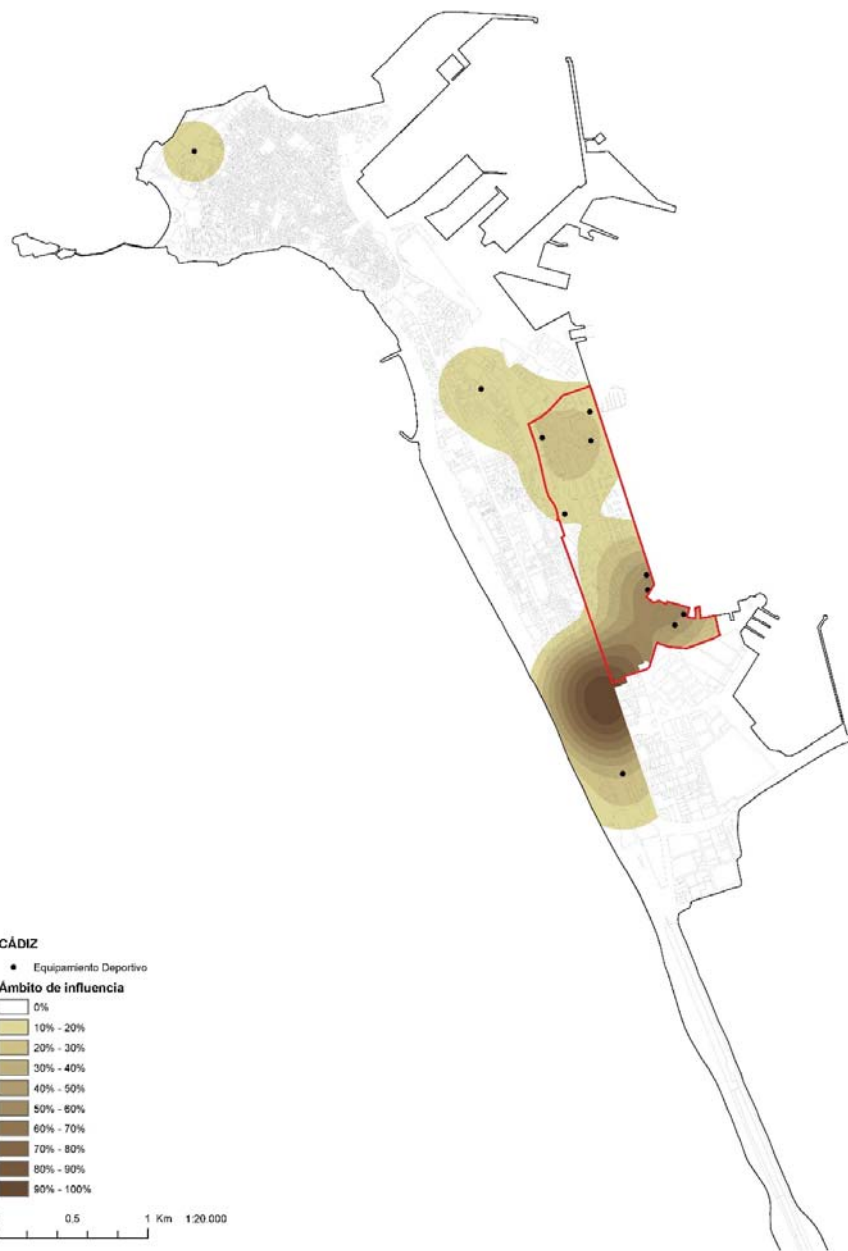 CÁDIZ
Equipamiento Deportivo
Ámbito de influencia
0%
10% - 20%
20% - 30%
30% - 40%
40% - 50%
50% - 60%
60% - 70%
70% - 80%
80% - 90%
90% - 100%
0,5 1 Km 1:20.000